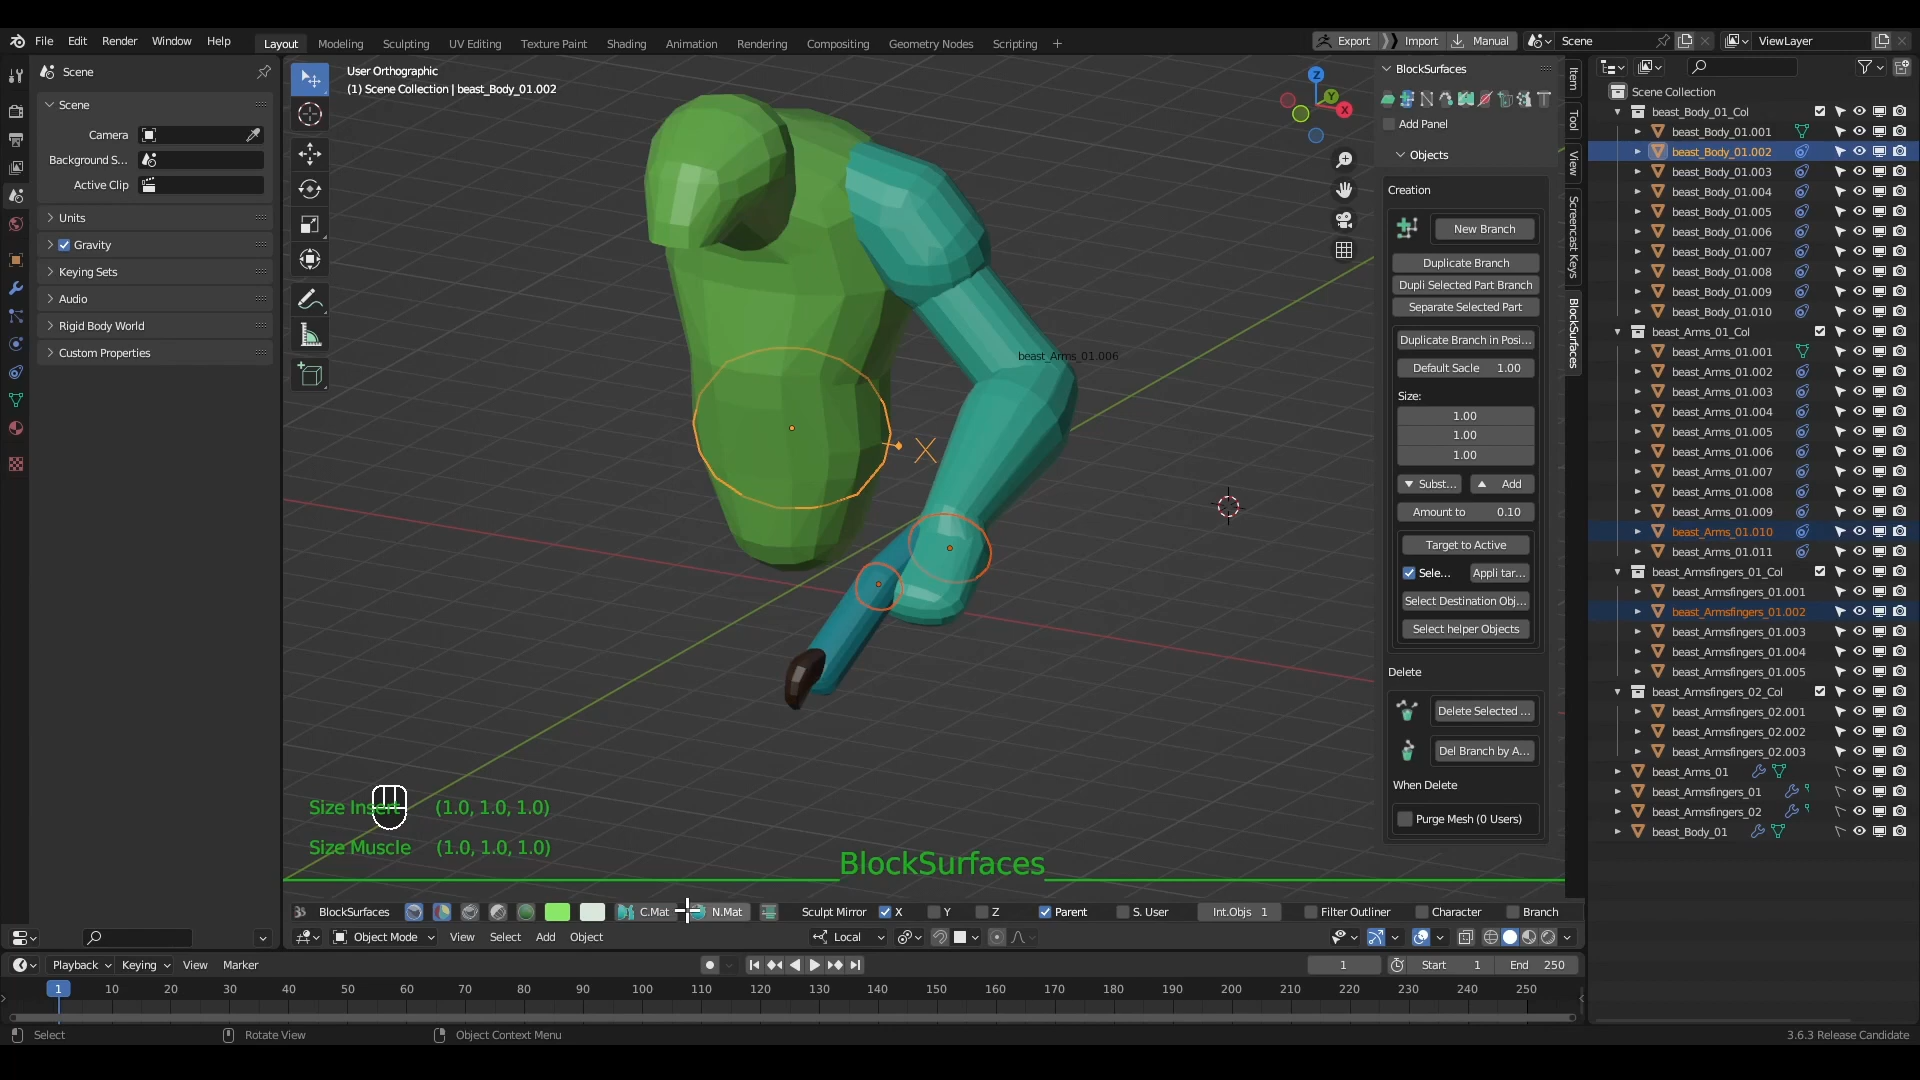 File Edit Render Window Help
Layout Modeling Sculpting UV Editing Texture Paint Shading Animation Rendering Compositing Geometry Nodes Scripting +
Export Import Manual Scene ViewLayer
Scene
Scene
Camera
Background S...
Active Clip
Units
Gravity
Keying Sets
Audio
Rigid Body World
Custom Properties
User Orthographic
(1) Scene Collection | beast_Body_01.002
Z
Y
X
beast_Arms_01.006
Size Insert (1.0, 1.0, 1.0)
Size Muscle (1.0, 1.0, 1.0)
BlockSurfaces
BlockSurfaces
Add Panel
Objects
Creation
New Branch
Duplicate Branch
Dupli Selected Part Branch
Separate Selected Part
Duplicate Branch in Posi...
Default Sacle 1.00
Size:
1.00
1.00
1.00
Subst... Add
Amount to 0.10
Target to Active
Sele... Appli tar...
Select Destination Obj...
Select helper Objects
Delete
Delete Selected ...
Del Branch by A...
When Delete
Purge Mesh (0 Users)
Item
Tool
View
Screencast Keys
BlockSurfaces
Scene Collection
beast_Body_01_Col
beast_Body_01.001
beast_Body_01.002
beast_Body_01.003
beast_Body_01.004
beast_Body_01.005
beast_Body_01.006
beast_Body_01.007
beast_Body_01.008
beast_Body_01.009
beast_Body_01.010
beast_Arms_01_Col
beast_Arms_01.001
beast_Arms_01.002
beast_Arms_01.003
beast_Arms_01.004
beast_Arms_01.005
beast_Arms_01.006
beast_Arms_01.007
beast_Arms_01.008
beast_Arms_01.009
beast_Arms_01.010
beast_Arms_01.011
beast_Armsfingers_01_Col
beast_Armsfingers_01.001
beast_Armsfingers_01.002
beast_Armsfingers_01.003
beast_Armsfingers_01.004
beast_Armsfingers_01.005
beast_Armsfingers_02_Col
beast_Armsfingers_02.001
beast_Armsfingers_02.002
beast_Armsfingers_02.003
beast_Arms_01
beast_Armsfingers_01
beast_Armsfingers_02
beast_Body_01
BlockSurfaces C.Mat N.Mat Sculpt Mirror X Y Z Parent S. User Int.Objs 1 Filter Outliner Character Branch
Object Mode View Select Add Object Local
Playback Keying View Marker 1 Start 1 End 250
1 10 20 30 40 50 60 70 80 90 100 110 120 130 140 150 160 170 180 190 200 210 220 230 240 250
Select Rotate View Object Context Menu 3.6.3 Release Candidate